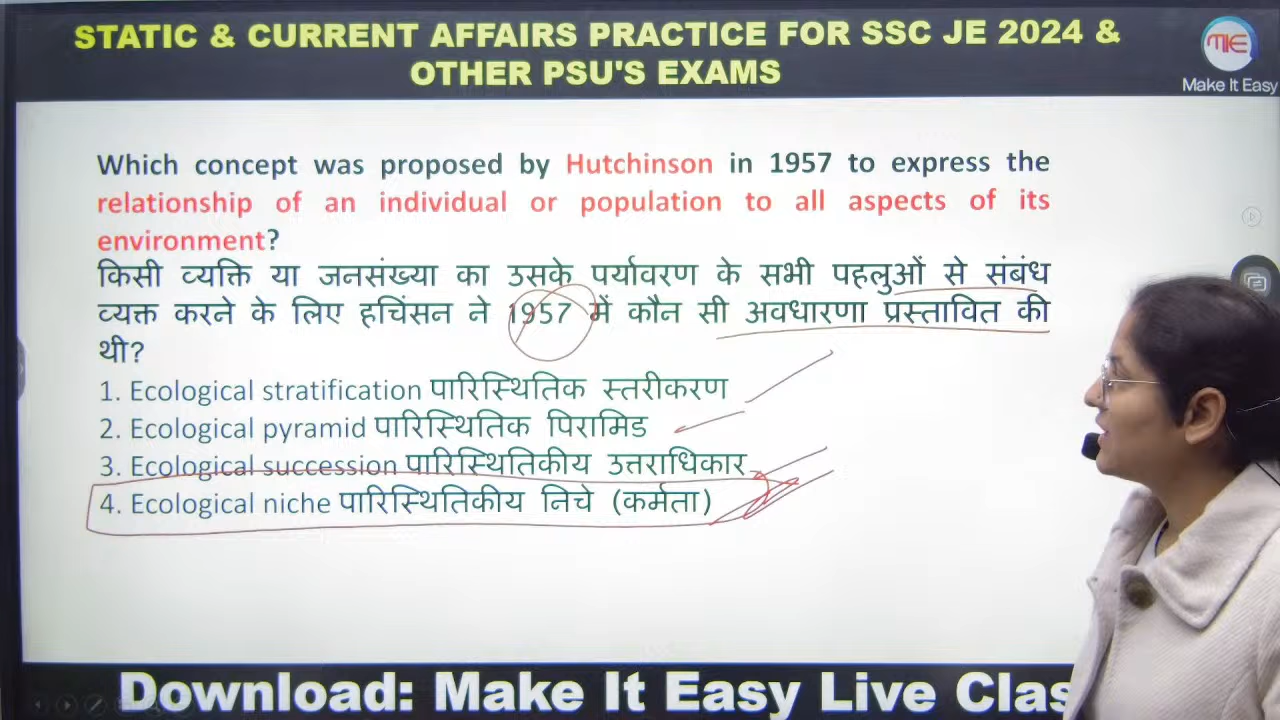 STATIC & CURRENT AFFAIRS PRACTICE FOR SSC JE 2024 &
OTHER PSU'S EXAMS
MIE
Make It Easy
Which concept was proposed by Hutchinson in 1957 to express the
relationship of an individual or population to all aspects of its
environment?
किसी व्यक्ति या जनसंख्या का उसके पर्यावरण के सभी पहलुओं से संबंध
व्यक्त करने के लिए हचिंसन ने 1957 में कौन सी अवधारणा प्रस्तावित की
थी?
1. Ecological stratification पारिस्थितिक स्तरीकरण
2. Ecological pyramid पारिस्थितिक पिरामिड
3. Ecological succession पारिस्थितिकीय उत्तराधिकार
4. Ecological niche पारिस्थितिकीय निचे (कर्मता)
Download: Make It Easy Live Clas